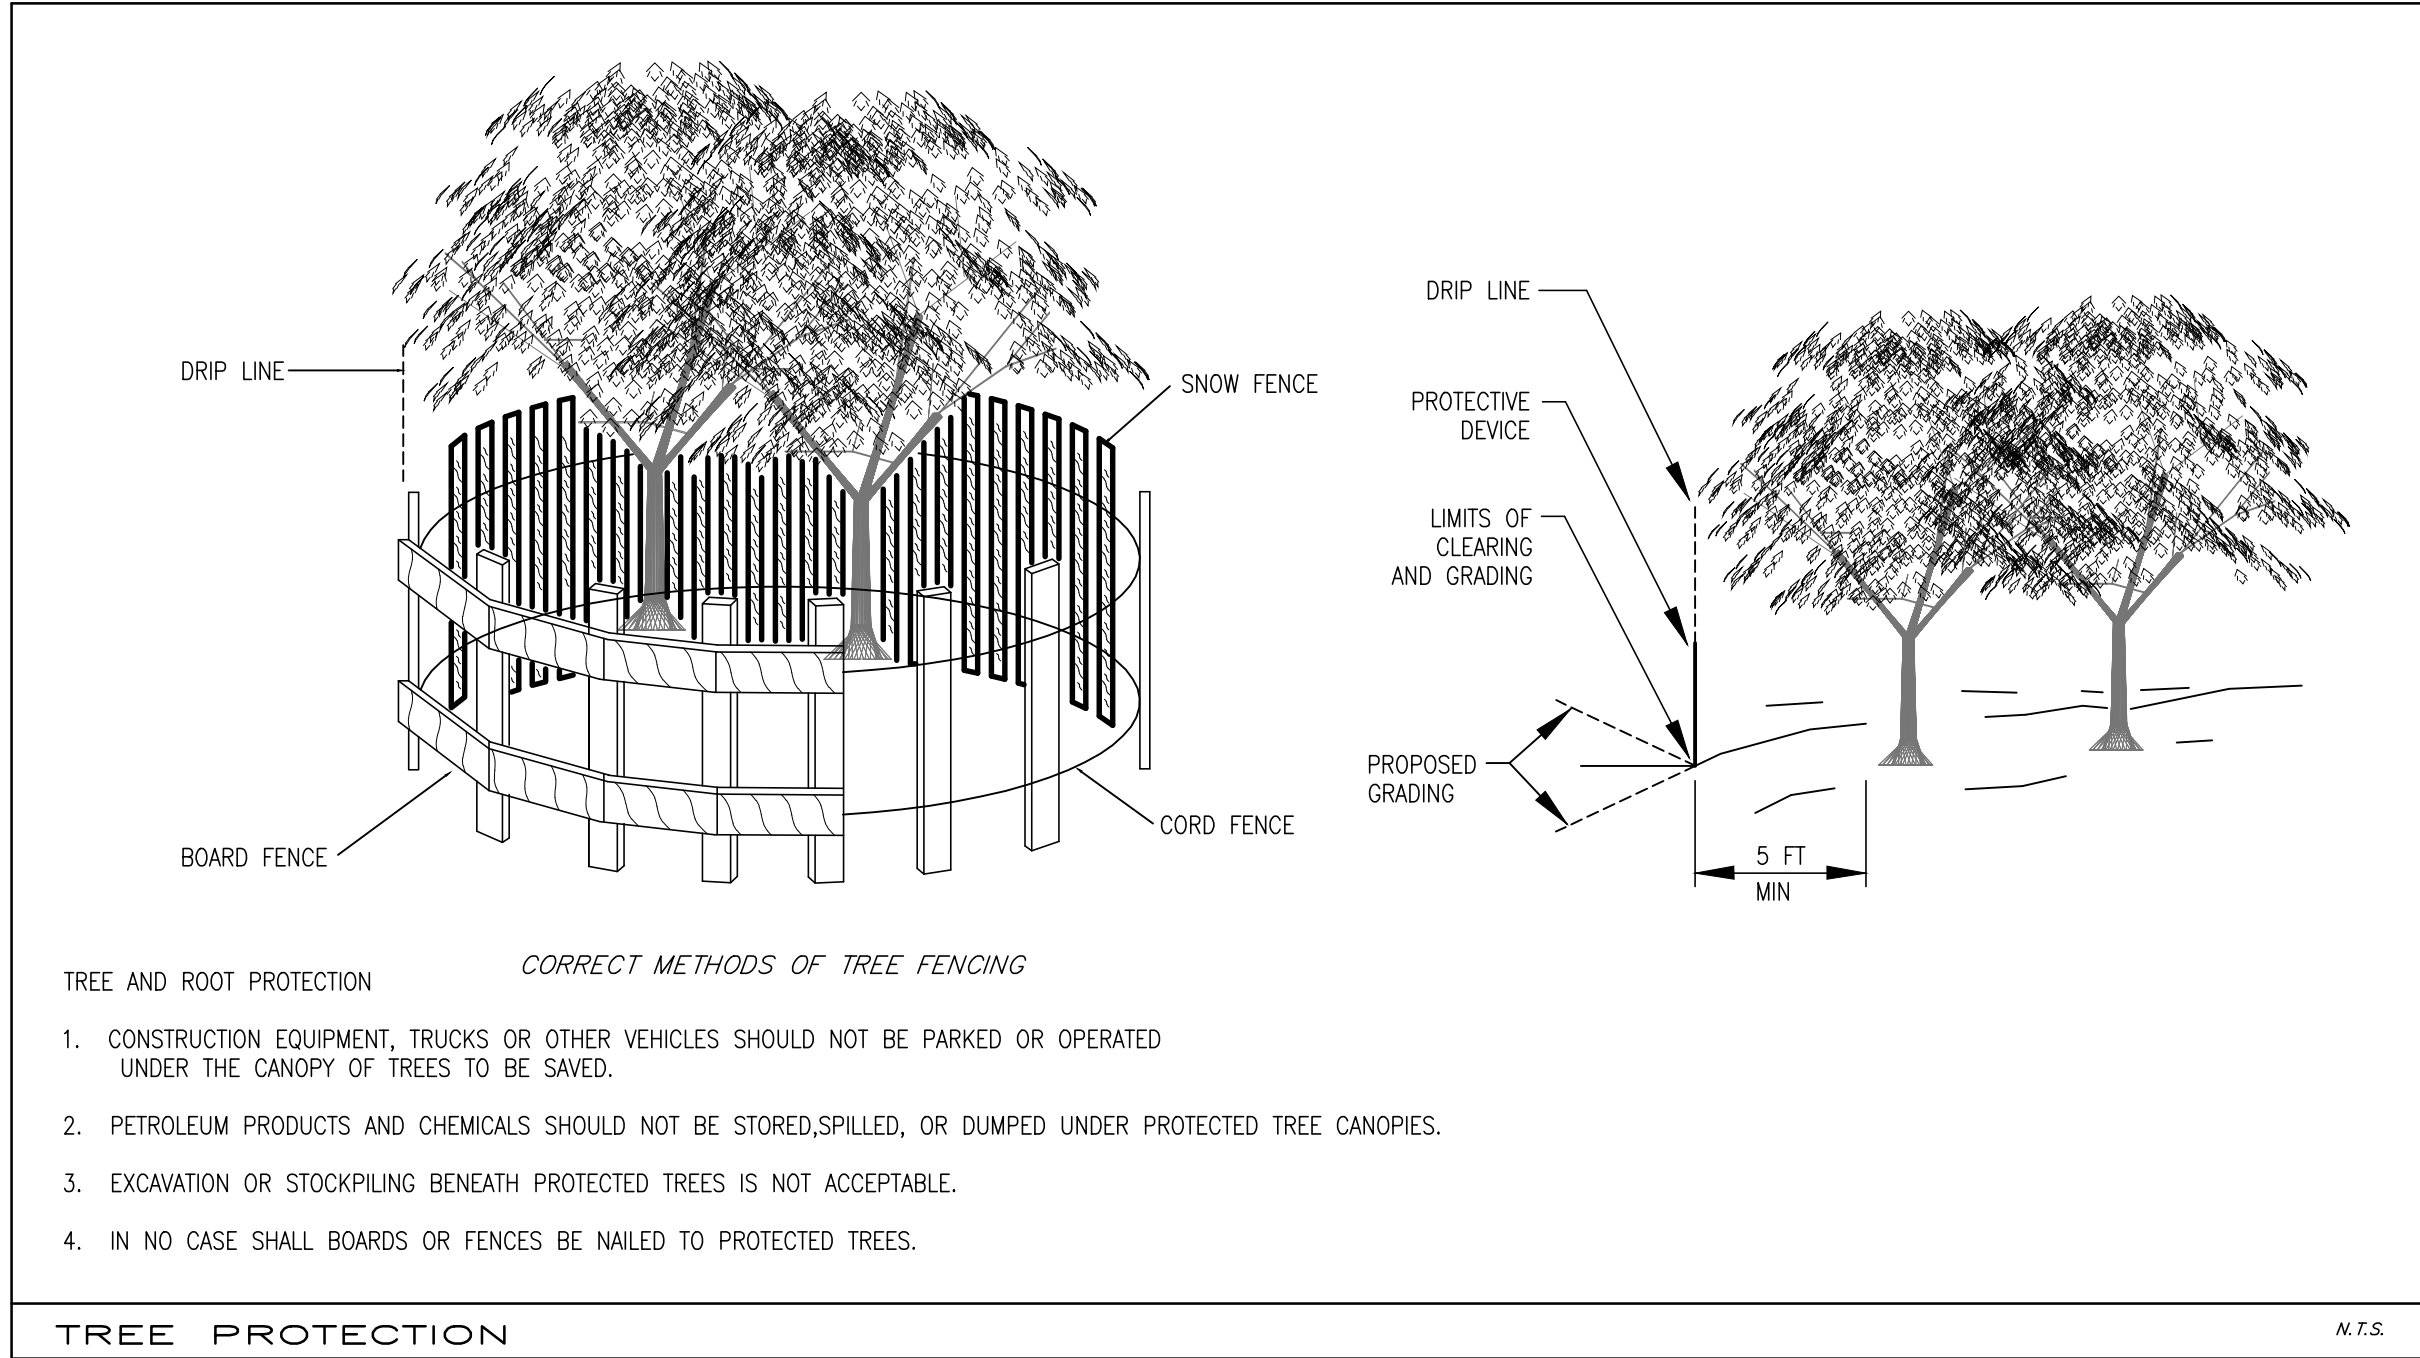 DRIP LINE
SNOW FENCE
BOARD FENCE
CORD FENCE
DRIP LINE
PROTECTIVE
DEVICE
LIMITS OF
CLEARING
AND GRADING
PROPOSED
GRADING
5 FT
MIN
CORRECT METHODS OF TREE FENCING
TREE AND ROOT PROTECTION
1. CONSTRUCTION EQUIPMENT, TRUCKS OR OTHER VEHICLES SHOULD NOT BE PARKED OR OPERATED
UNDER THE CANOPY OF TREES TO BE SAVED.
2. PETROLEUM PRODUCTS AND CHEMICALS SHOULD NOT BE STORED,SPILLED, OR DUMPED UNDER PROTECTED TREE CANOPIES.
3. EXCAVATION OR STOCKPILING BENEATH PROTECTED TREES IS NOT ACCEPTABLE.
4. IN NO CASE SHALL BOARDS OR FENCES BE NAILED TO PROTECTED TREES.
TREE PROTECTION
N.T.S.